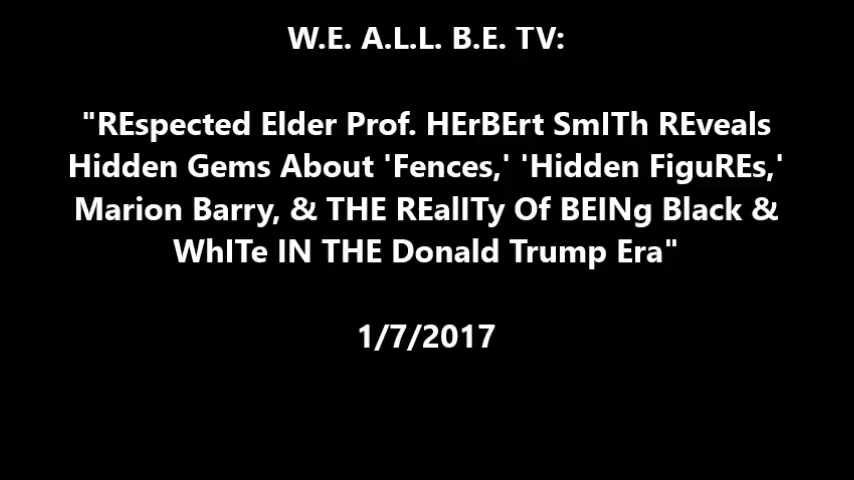 W.E. A.L.L. B.E. TV:
"REspected Elder Prof. HErBErt SmITh REveals
Hidden Gems About 'Fences,' 'Hidden FiguREs,'
Marion Barry, & THE REalITy Of BEINg Black &
WhITe IN THE Donald Trump Era"
1/7/2017